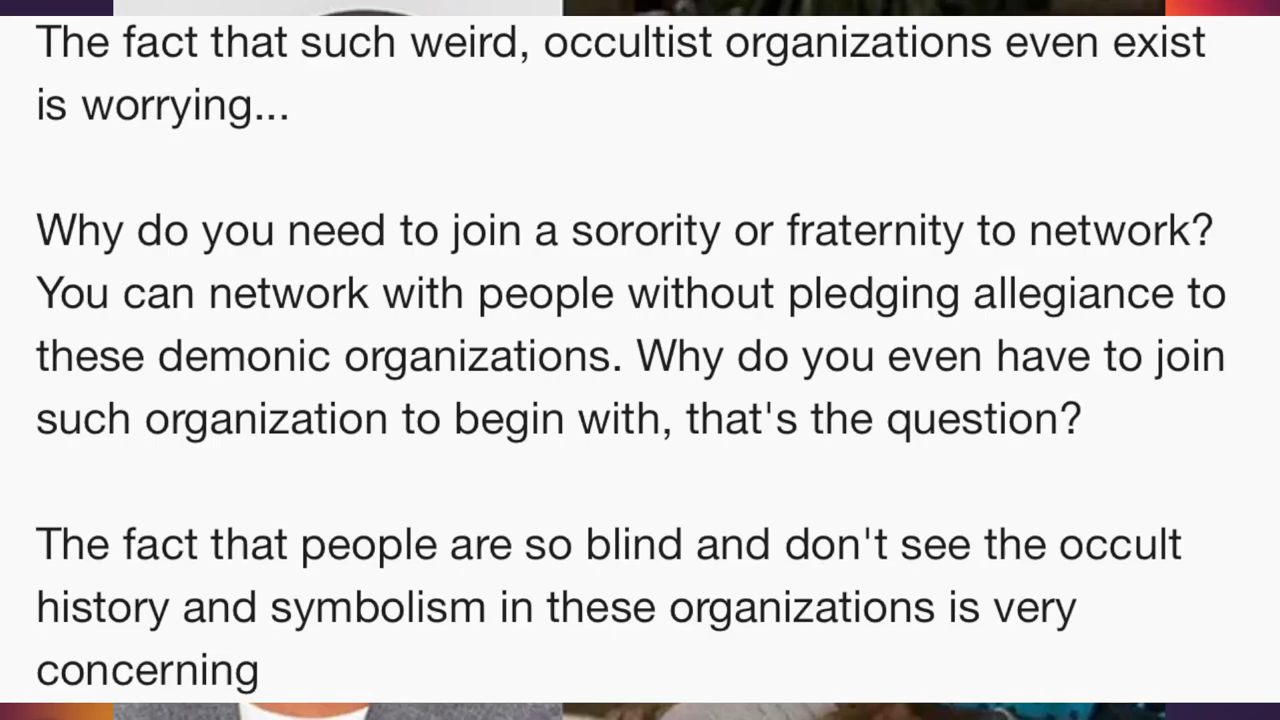 The fact that such weird, occultist organizations even exist
is worrying...
Why do you need to join a sorority or fraternity to network?
You can network with people without pledging allegiance to
these demonic organizations. Why do you even have to join
such organization to begin with, that's the question?
The fact that people are so blind and don't see the occult
history and symbolism in these organizations is very
concerning